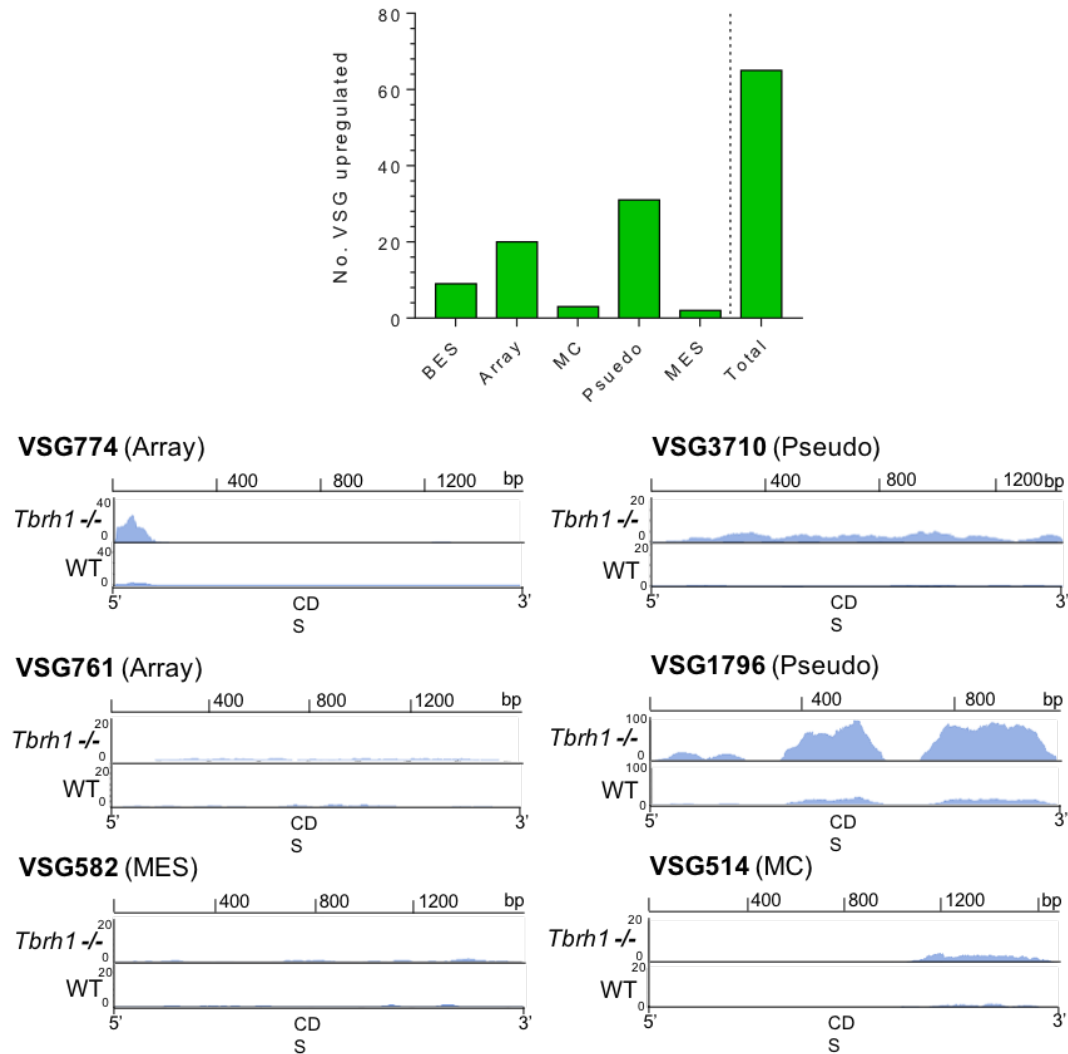 No. VSG upregulated
80
60
40
20
0
BES Array MC Psuedo MES Total
VSG774 (Array)
400 800 1200 bp
Tbrh1 -/- 40 0
WT 40 0
5' CD 3'
S
VSG3710 (Pseudo)
400 800 1200bp
Tbrh1 -/- 20 0
WT 20 0
5' CD 3'
S
VSG761 (Array)
400 800 1200 bp
Tbrh1 -/- 20 0
WT 20 0
5' CD 3'
S
VSG1796 (Pseudo)
400 800 bp
Tbrh1 -/- 100 0
WT 100 0
5' CD 3'
S
VSG582 (MES)
400 800 1200 bp
Tbrh1 -/- 20 0
WT 20 0
5' CD 3'
S
VSG514 (MC)
400 800 1200 bp
Tbrh1 -/- 20 0
WT 20 0
5' CD 3'
S